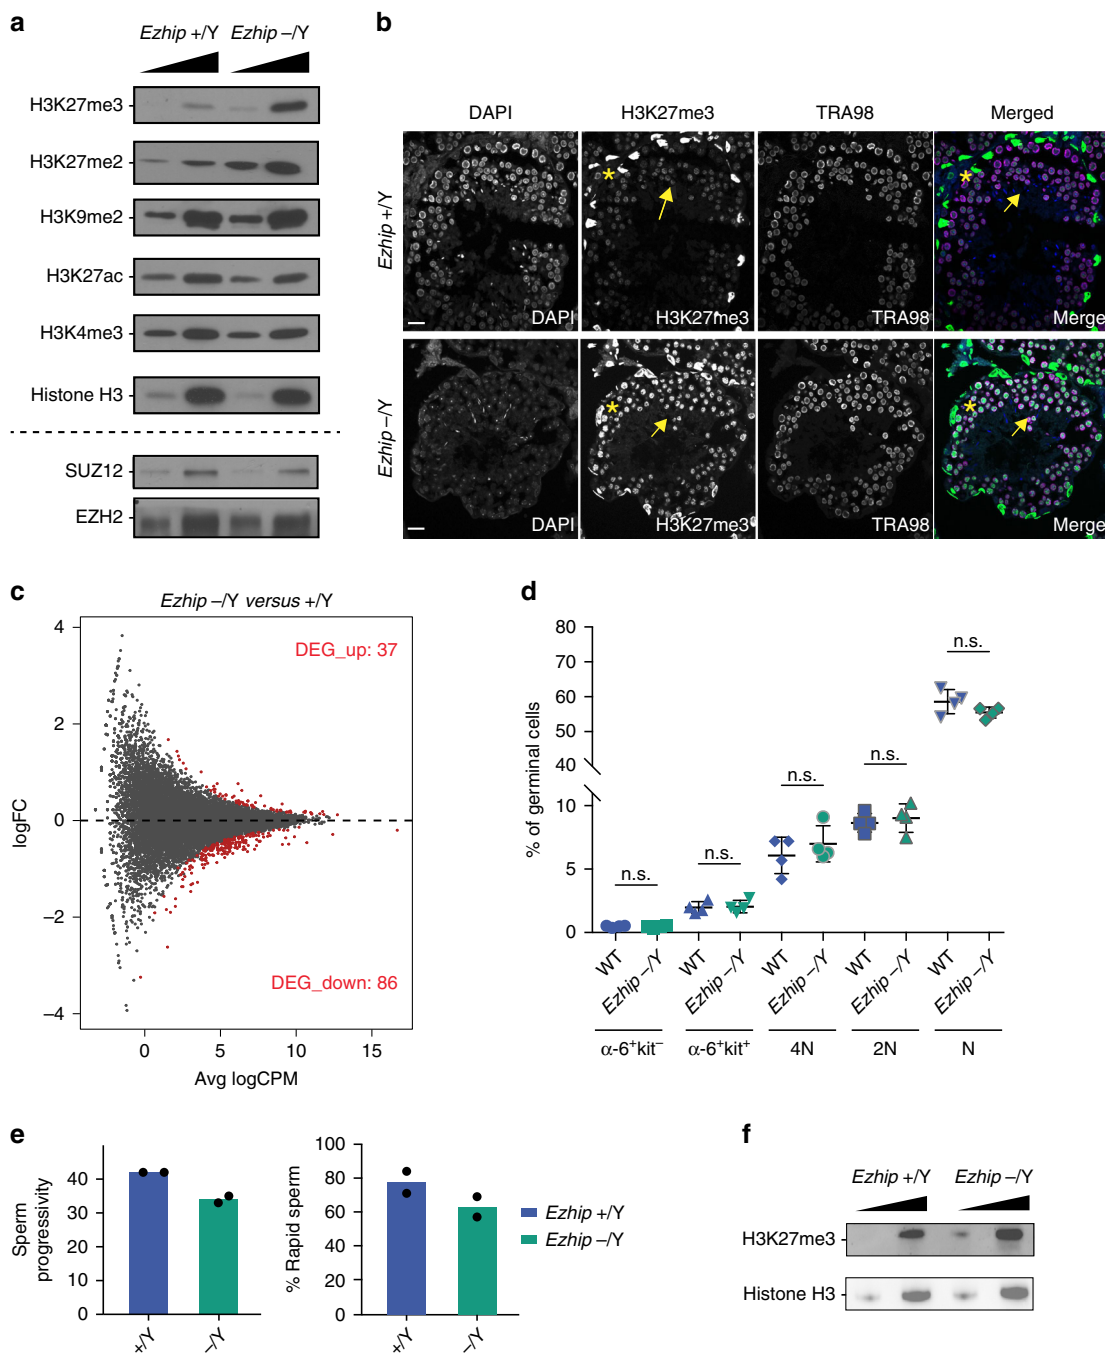 a
Ezhip +/Y Ezhip –/Y
H3K27me3
H3K27me2
H3K9me2
H3K27ac
H3K4me3
Histone H3
SUZ12
EZH2
b
DAPI H3K27me3 TRA98 Merged
Ezhip +/Y
DAPI H3K27me3 TRA98 Merge
Ezhip –/Y
DAPI H3K27me3 TRA98 Merge
c
Ezhip –/Y versus +/Y
DEG_up: 37
DEG_down: 86
logFC
4
2
0
−2
−4
0 5 10 15
Avg logCPM
d
% of germinal cells
80
70
60
50
40
10
5
0
n.s. n.s. n.s. n.s. n.s.
WT Ezhip –/Y WT Ezhip –/Y WT Ezhip –/Y WT Ezhip –/Y WT Ezhip –/Y
α-6⁺kit⁻ α-6⁺kit⁺ 4N 2N N
e
Sperm
progressivity
40
30
20
10
0
+/Y –/Y
% Rapid sperm
100
80
60
40
20
0
+/Y –/Y
Ezhip +/Y
Ezhip –/Y
f
Ezhip +/Y Ezhip –/Y
H3K27me3
Histone H3